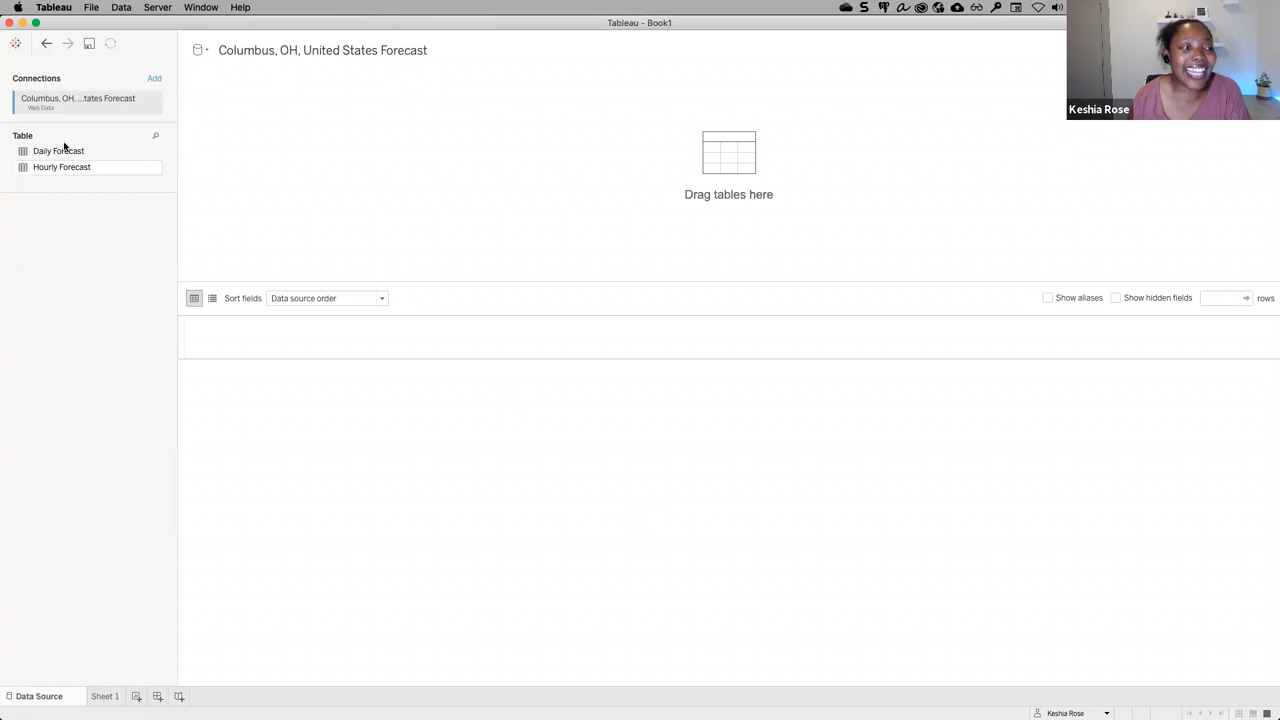 Tableau File Data Server Window Help
Tableau - Book1
Columbus, OH, United States Forecast
Keshia Rose
Connections Add
Columbus, OH, ...tates Forecast
Web Data
Table
Daily Forecast
Hourly Forecast
Drag tables here
Sort fields Data source order Show aliases Show hidden fields rows
Data Source Sheet 1
Keshia Rose